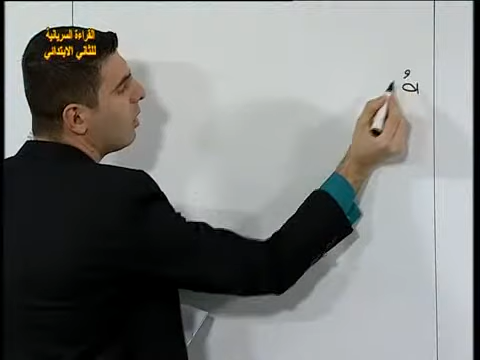 القراءة السريانية
للثاني الابتدائي